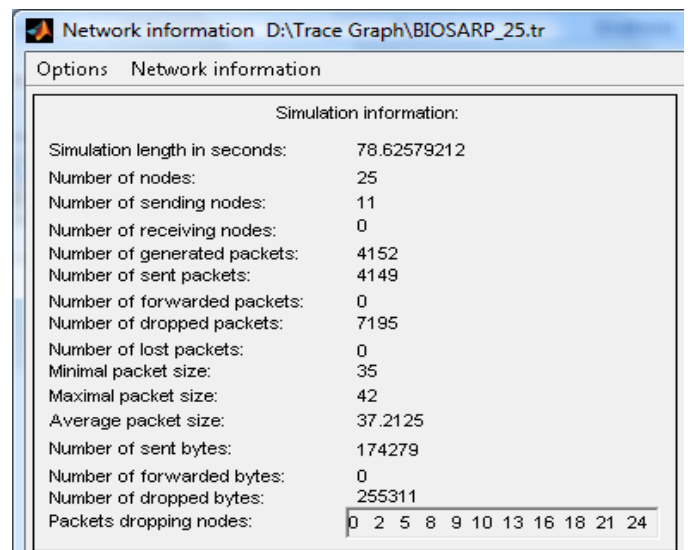 Network information D:\Trace Graph\BIOSARP_25.tr
Options Network information
Simulation information:
Simulation length in seconds: 78.62579212
Number of nodes: 25
Number of sending nodes: 11
Number of receiving nodes: 0
Number of generated packets: 4152
Number of sent packets: 4149
Number of forwarded packets: 0
Number of dropped packets: 7195
Number of lost packets: 0
Minimal packet size: 35
Maximal packet size: 42
Average packet size: 37.2125
Number of sent bytes: 174279
Number of forwarded bytes: 0
Number of dropped bytes: 255311
Packets dropping nodes: 0 2 5 8 9 10 13 16 18 21 24